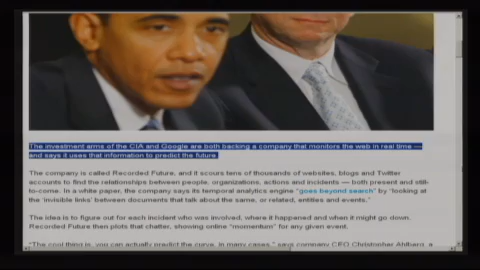 The investment arms of the CIA and Google are both backing a company that monitors the web in real time —
and says it uses that information to predict the future.
The company is called Recorded Future, and it scours tens of thousands of websites, blogs and Twitter
accounts to find the relationships between people, organizations, actions and incidents — both present and still-
to-come. In a white paper, the company says its temporal analytics engine "goes beyond search" by "looking at
the 'invisible links' between documents that talk about the same, or related, entities and events."
The idea is to figure out for each incident who was involved, where it happened and when it might go down.
Recorded Future then plots that chatter, showing online "momentum" for any given event.
"The cool thing is, you can actually predict the curve, in many cases," says company CEO Christopher Ahlberg, a